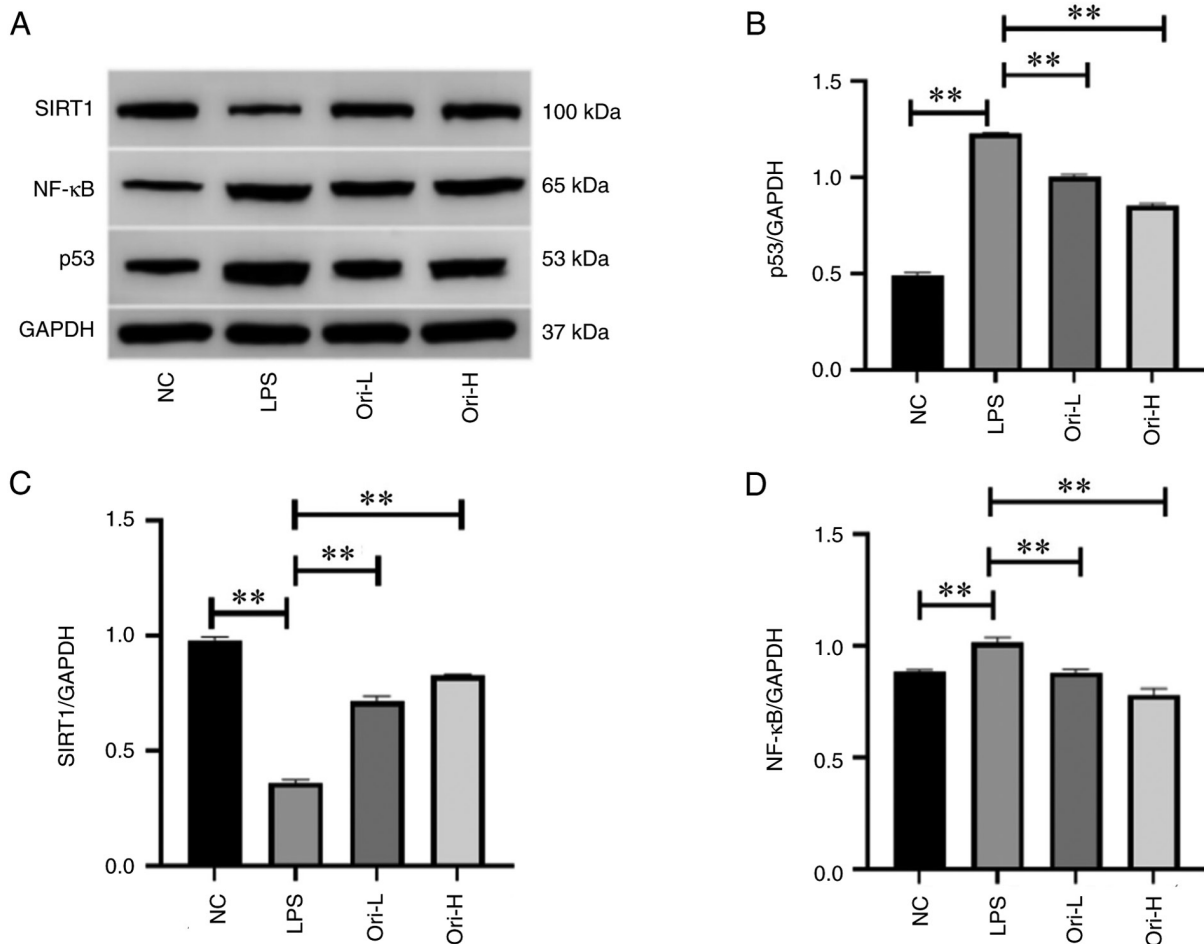 A
SIRT1
100 kDa
NF-κB
65 kDa
p53
53 kDa
GAPDH
37 kDa
NC
LPS
Ori-L
Ori-H
B
**
**
**
1.5
1.0
0.5
0.0
p53/GAPDH
NC
LPS
Ori-L
Ori-H
C
**
**
**
1.5
1.0
0.5
0.0
SIRT1/GAPDH
NC
LPS
Ori-L
Ori-H
D
**
**
**
1.5
1.0
0.5
0.0
NF-κB/GAPDH
NC
LPS
Ori-L
Ori-H